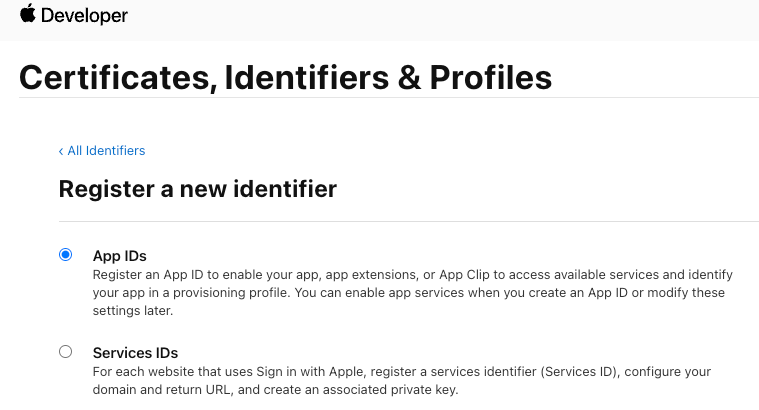 Developer
Certificates, Identifiers & Profiles
‹ All Identifiers
Register a new identifier
App IDs
Register an App ID to enable your app, app extensions, or App Clip to access available services and identify
your app in a provisioning profile. You can enable app services when you create an App ID or modify these
settings later.
Services IDs
For each website that uses Sign in with Apple, register a services identifier (Services ID), configure your
domain and return URL, and create an associated private key.